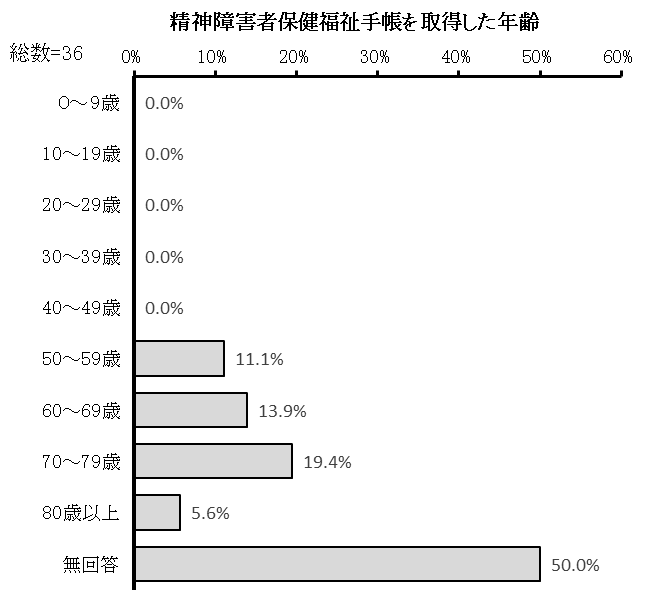 精神障害者保健福祉手帳を取得した年齢
総数=36
0% 10% 20% 30% 40% 50% 60%
0～9歳 0.0%
10～19歳 0.0%
20～29歳 0.0%
30～39歳 0.0%
40～49歳 0.0%
50～59歳 11.1%
60～69歳 13.9%
70～79歳 19.4%
80歳以上 5.6%
無回答 50.0%